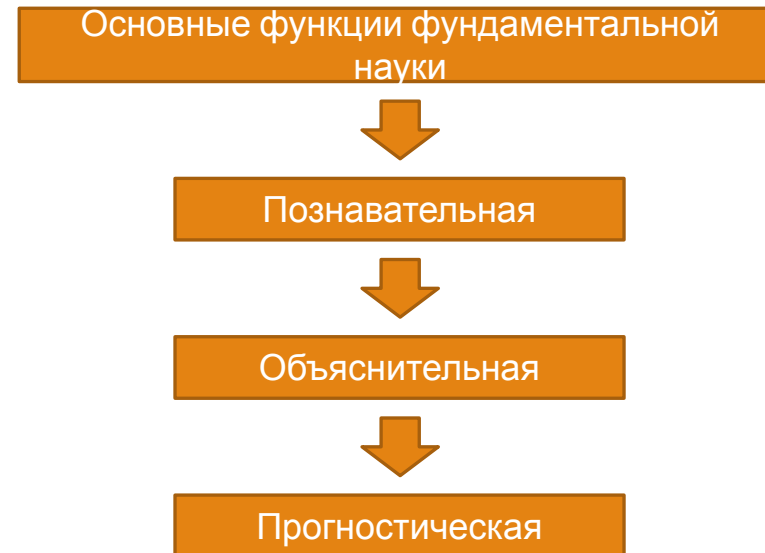 Основные функции фундаментальной
науки
Познавательная
Объяснительная
Прогностическая